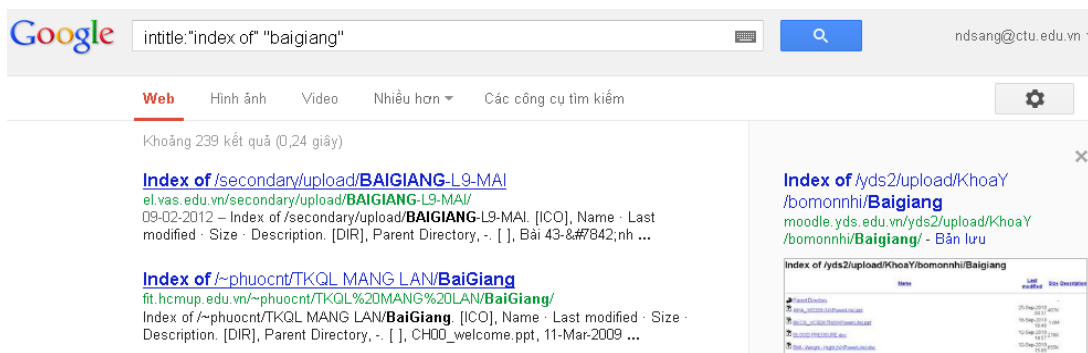 Google
intitle:"index of" "baigiang"
ndsang@ctu.edu.vn
Web Hình ảnh Video Nhiều hơn Các công cụ tìm kiếm
Khoảng 239 kết quả (0,24 giây)
Index of /secondary/upload/BAIGIANG-L9-MAI
el.vas.edu.vn/secondary/upload/BAIGIANG-L9-MAI/
09-02-2012 – Index of /secondary/upload/BAIGIANG-L9-MAI. [ICO], Name · Last
modified · Size · Description. [DIR], Parent Directory, -. [ ], Bài 43-&#7842;nh ...
Index of /~phuocnt/TKQL MANG LAN/BaiGiang
fit.hcmup.edu.vn/~phuocnt/TKQL%20MANG%20LAN/BaiGiang/
Index of /~phuocnt/TKQL MANG LAN/BaiGiang. [ICO], Name · Last modified · Size ·
Description. [DIR], Parent Directory, -. [ ], CH00_welcome.ppt, 11-Mar-2009 ...
Index of /yds2/upload/KhoaY
/bomonnhi/Baigiang
moodle.yds.edu.vn/yds2/upload/KhoaY
/bomonnhi/Baigiang/ - Bản lưu
Index of /yds2/upload/KhoaY/bomonnhi/Baigiang
Name Last modified Size Description
Parent Directory